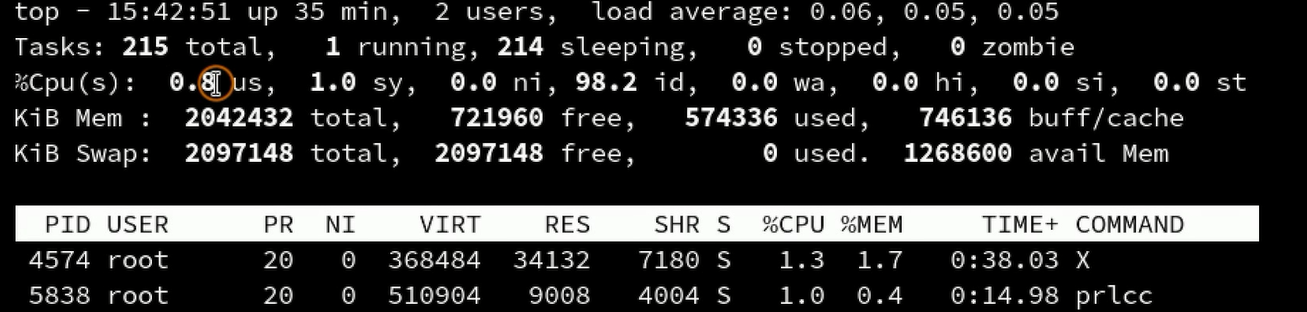 top - 15:42:51 up 35 min,  2 users,  load average: 0.06, 0.05, 0.05
Tasks: 215 total,   1 running, 214 sleeping,   0 stopped,   0 zombie
%Cpu(s):  0.8 us,  1.0 sy,  0.0 ni, 98.2 id,  0.0 wa,  0.0 hi,  0.0 si,  0.0 st
KiB Mem :  2042432 total,   721960 free,   574336 used,   746136 buff/cache
KiB Swap:  2097148 total,  2097148 free,        0 used.  1268600 avail Mem
  PID USER      PR  NI    VIRT    RES    SHR S  %CPU %MEM     TIME+ COMMAND
 4574 root      20   0  368484  34132   7180 S   1.3  1.7   0:38.03 X
 5838 root      20   0  510904   9008   4004 S   1.0  0.4   0:14.98 prlcc